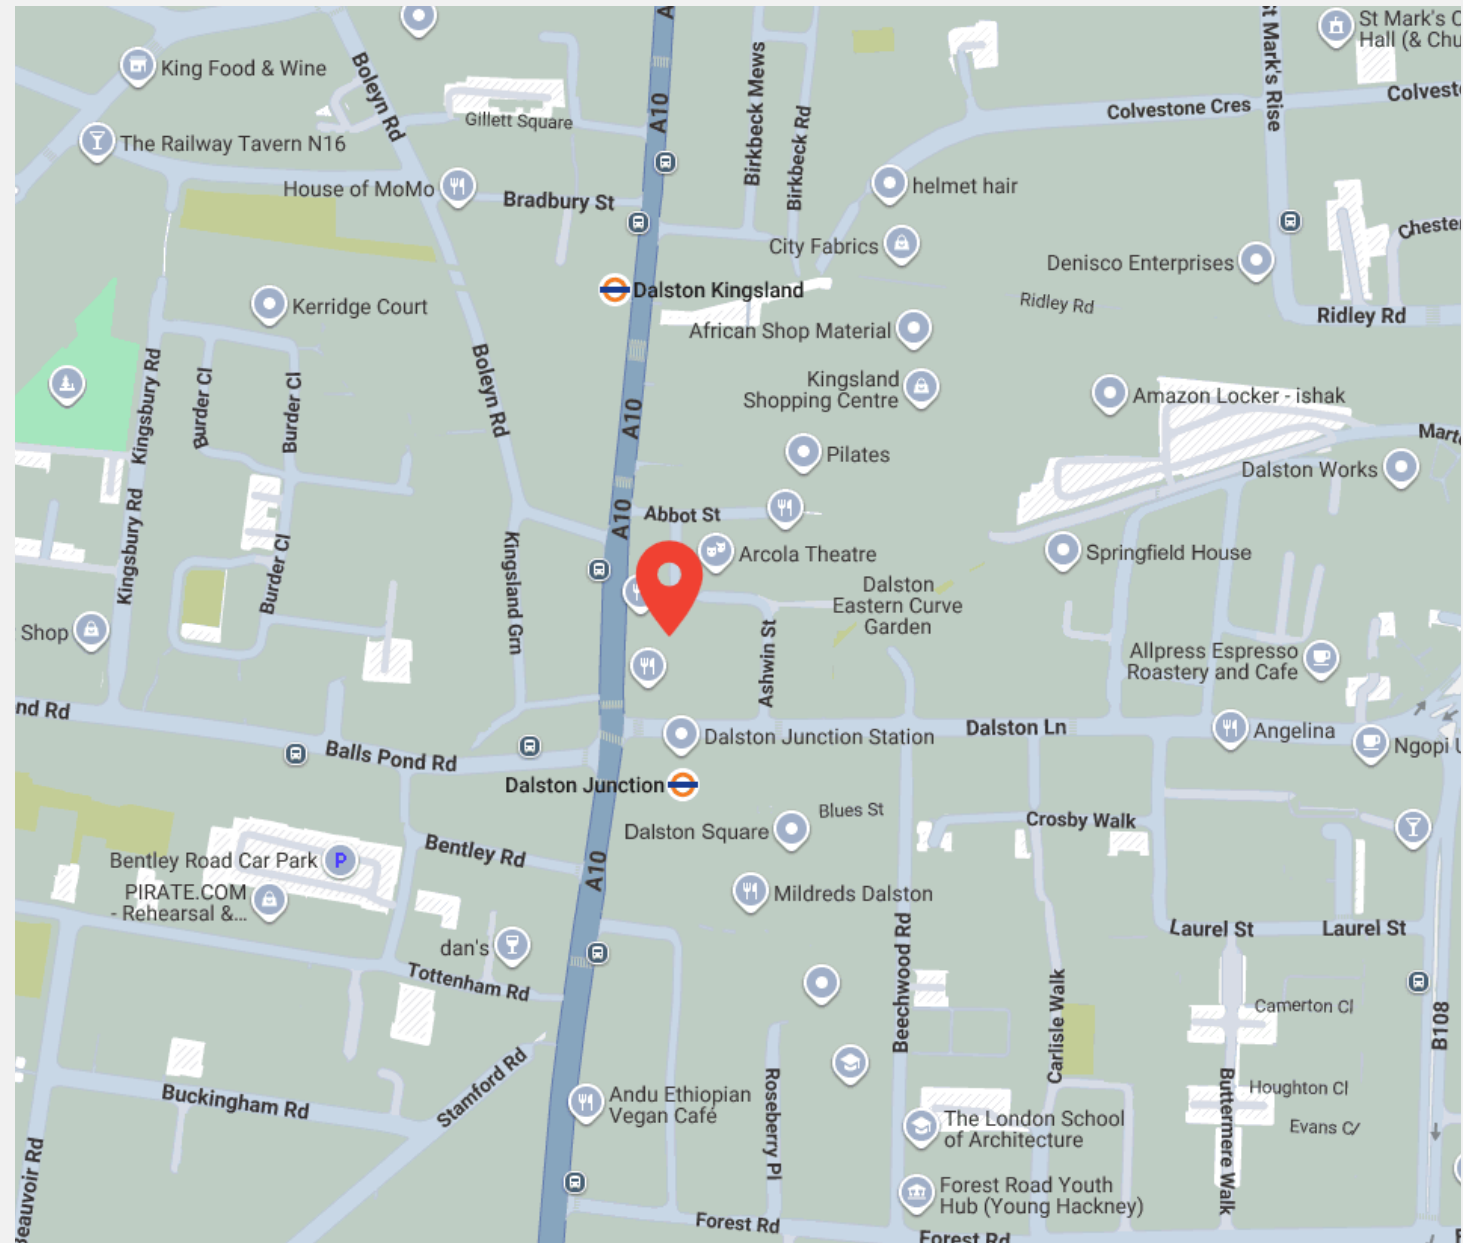 St Mark's
Hall (& Chu
King Food & Wine
Boleyn Rd
A10
Birkbeck Mews
Birkbeck Rd
St Mark's Rise
Colvestone Cres
Colvest
Gillett Square
The Railway Tavern N16
House of MoMo
Bradbury St
helmet hair
City Fabrics
Denisco Enterprises
Cheste
Dalston Kingsland
Ridley Rd
Ridley Rd
Kerridge Court
African Shop Material
Kingsland
Shopping Centre
Amazon Locker - ishak
Kingsbury Rd
Burder Cl
Burder Cl
Boleyn Rd
A10
Mart
Pilates
Dalston Works
Abbot St
A10
Kingsbury Rd
Burder Cl
Kingsland Grn
Arcola Theatre
Springfield House
Dalston
Eastern Curve
Garden
Shop
Ashwin St
Allpress Espresso
Roastery and Cafe
nd Rd
Balls Pond Rd
Dalston Junction Station
Dalston Ln
Angelina
Ngopi
Dalston Junction
Blues St
Dalston Square
Crosby Walk
Bentley Road Car Park
P
Bentley Rd
A10
PIRATE.COM
- Rehearsal &...
Mildreds Dalston
dan's
Tottenham Rd
Beechwood Rd
Laurel St
Laurel St
Carlisle Walk
Camerton Cl
B108
Buckingham Rd
Stamford Rd
Andu Ethiopian
Vegan Café
Roseberry Pl
The London School
of Architecture
Buttermere Walk
Houghton Cl
Evans C
Beauvoir Rd
Forest Road Youth
Hub (Young Hackney)
Forest Rd
Forest Rd